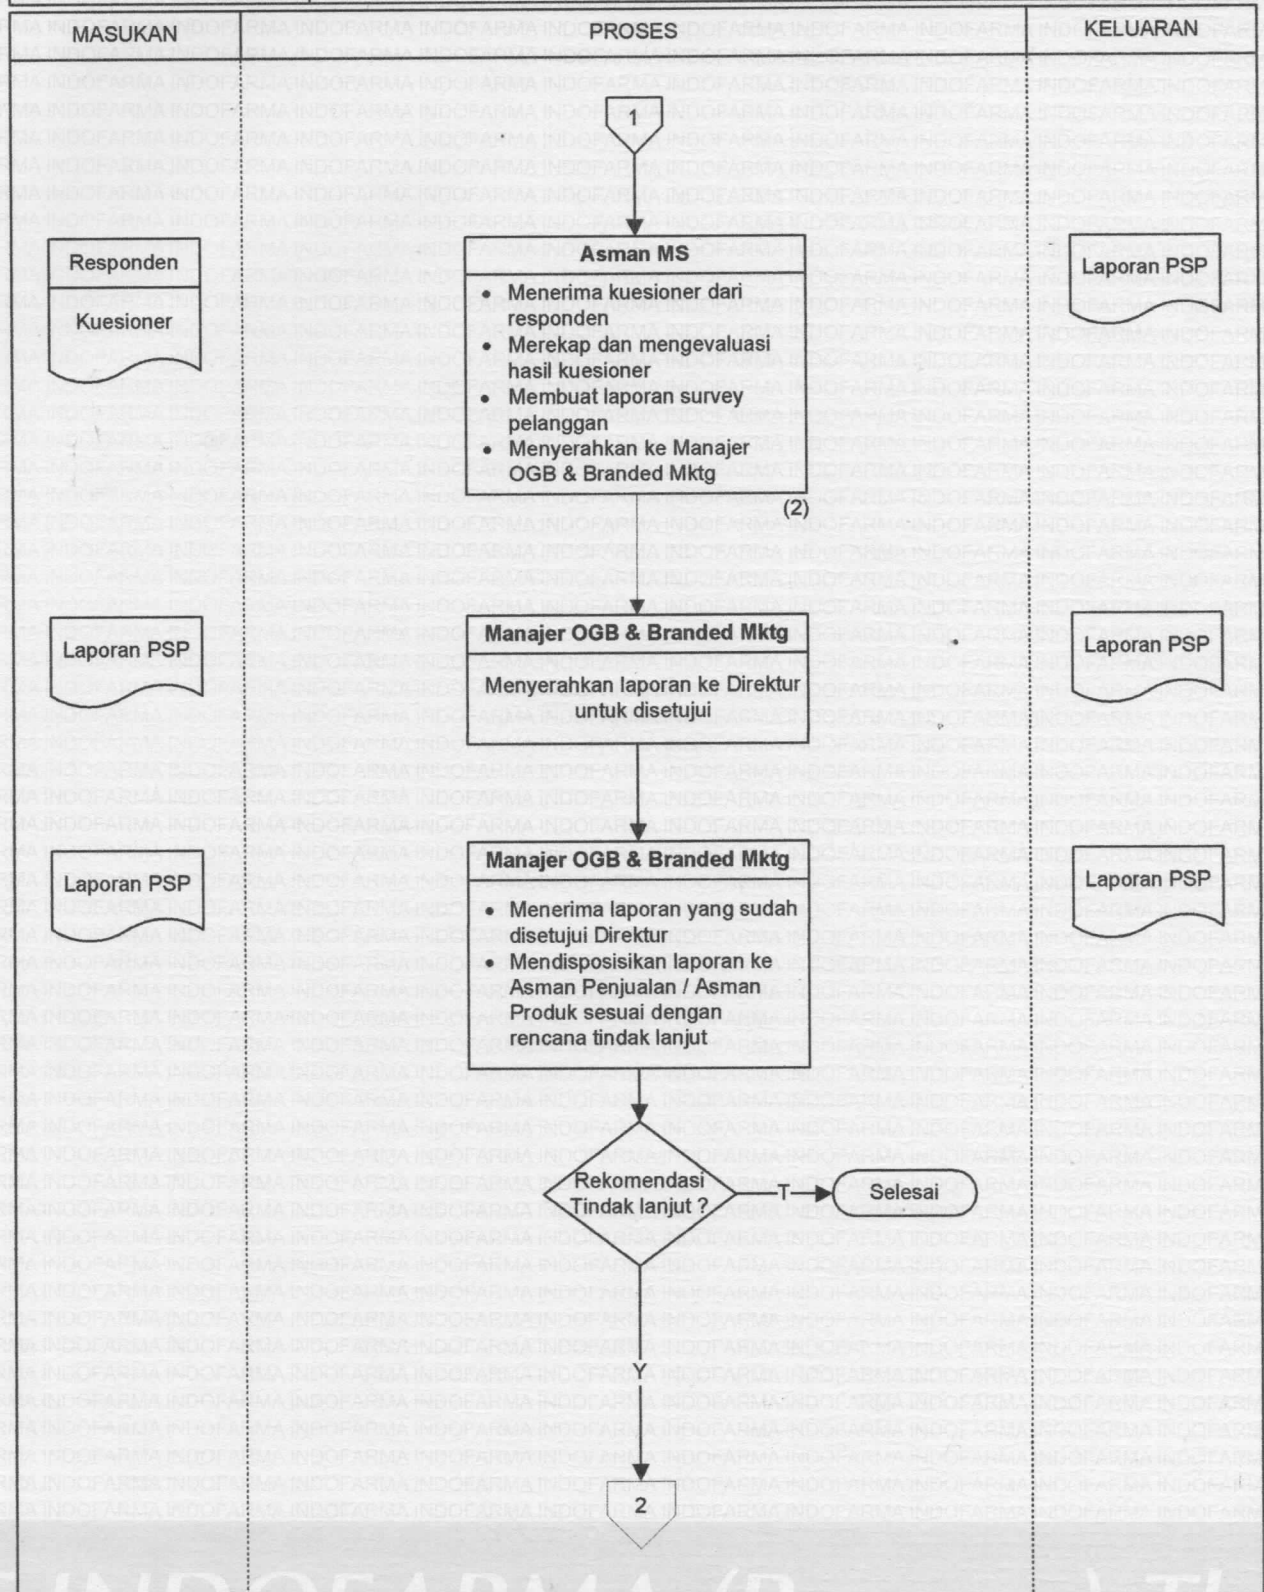 MASUKAN
PROSES
KELUARAN
1
Responden
Kuesioner
Asman MS
• Menerima kuesioner dari
responden
• Merekap dan mengevaluasi
hasil kuesioner
• Membuat laporan survey
pelanggan
• Menyerahkan ke Manajer
OGB & Branded Mktg
(2)
Laporan PSP
Laporan PSP
Manajer OGB & Branded Mktg
Menyerahkan laporan ke Direktur
untuk disetujui
Laporan PSP
Laporan PSP
Manajer OGB & Branded Mktg
• Menerima laporan yang sudah
disetujui Direktur
• Mendisposisikan laporan ke
Asman Penjualan / Asman
Produk sesuai dengan
rencana tindak lanjut
Laporan PSP
Rekomendasi
Tindak lanjut ?
T
Selesai
Y
2
INDOFARMA